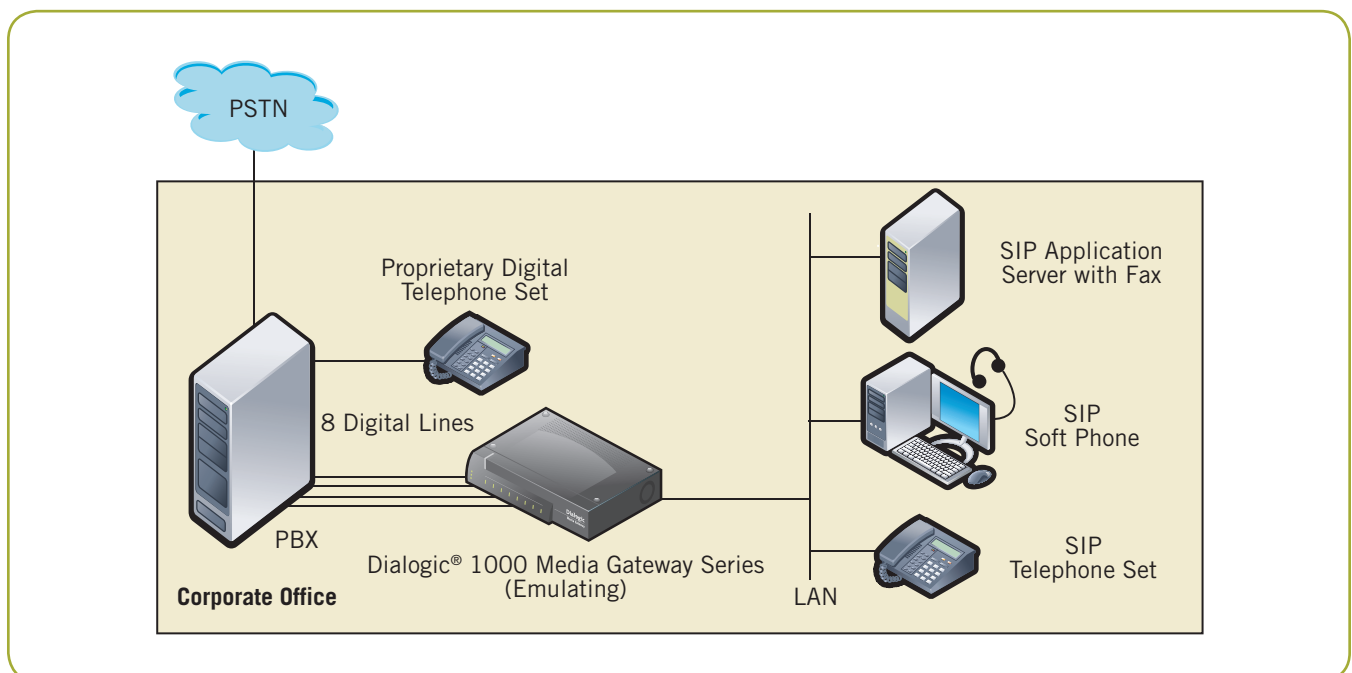 PSTN
Proprietary Digital
Telephone Set
8 Digital Lines
PBX
Dialogic® 1000 Media Gateway Series
(Emulating)
Corporate Office
LAN
SIP Application
Server with Fax
SIP
Soft Phone
SIP
Telephone Set
Dialogic